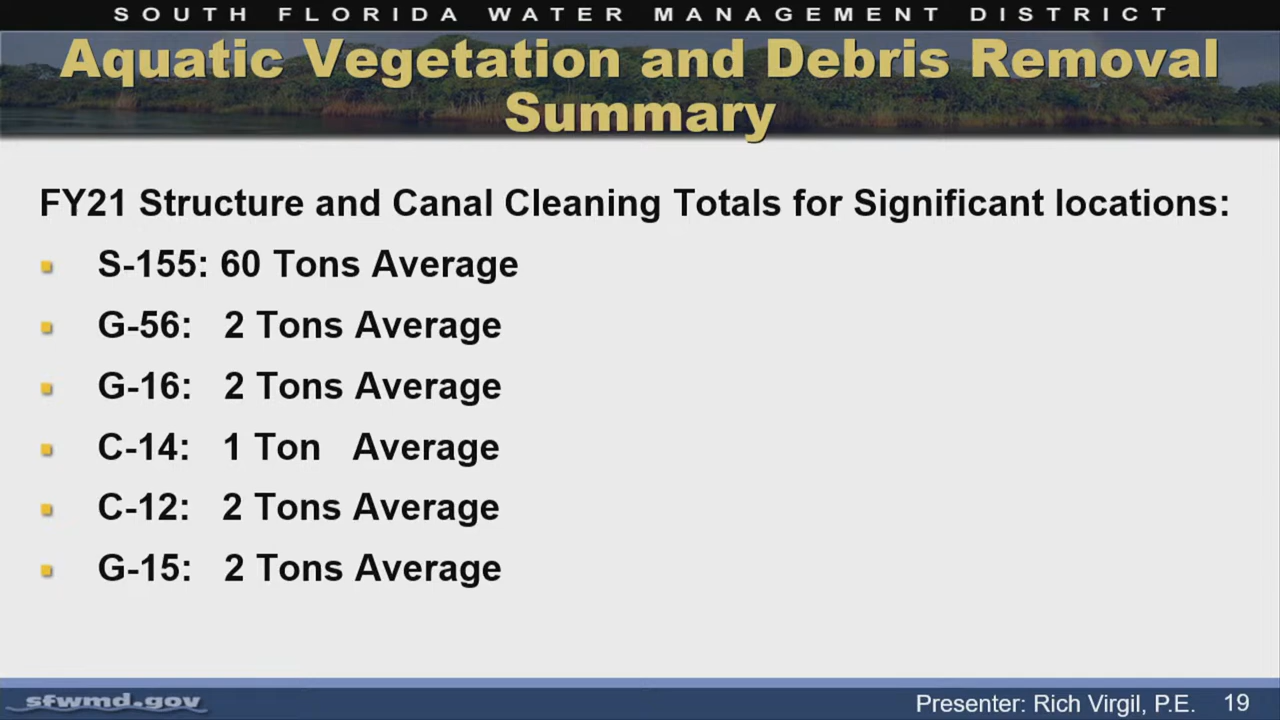 SOUTH FLORIDA WATER MANAGEMENT DISTRICT
Aquatic Vegetation and Debris Removal
Summary
FY21 Structure and Canal Cleaning Totals for Significant locations:
S-155: 60 Tons Average
G-56: 2 Tons Average
G-16: 2 Tons Average
C-14: 1 Ton Average
C-12: 2 Tons Average
G-15: 2 Tons Average
sfwmd.gov
Presenter: Rich Virgil, P.E. 19